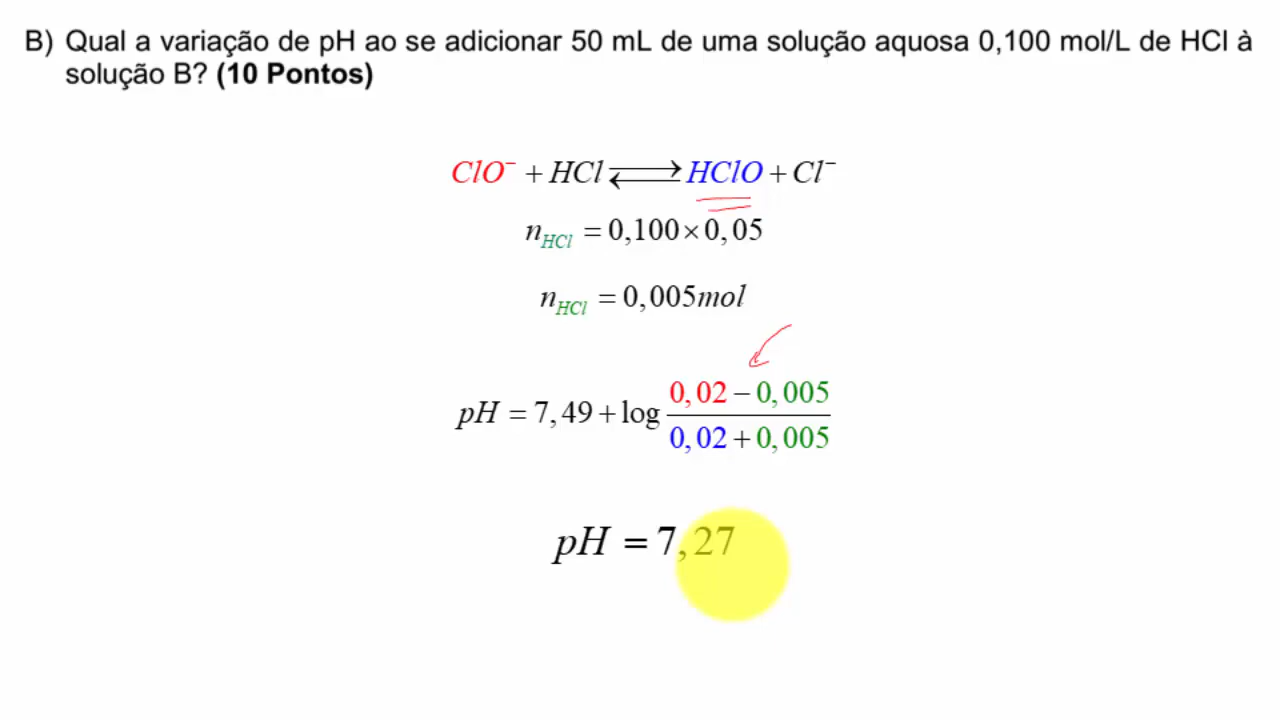 B) Qual a variação de pH ao se adicionar 50 mL de uma solução aquosa 0,100 mol/L de HCl à
solução B? (10 Pontos)
ClO⁻ + HCl ⇌ HClO + Cl⁻
n_HCl = 0,100 × 0,05
n_HCl = 0,005mol
pH = 7,49 + log (0,02 − 0,005)/(0,02 + 0,005)
pH = 7,27